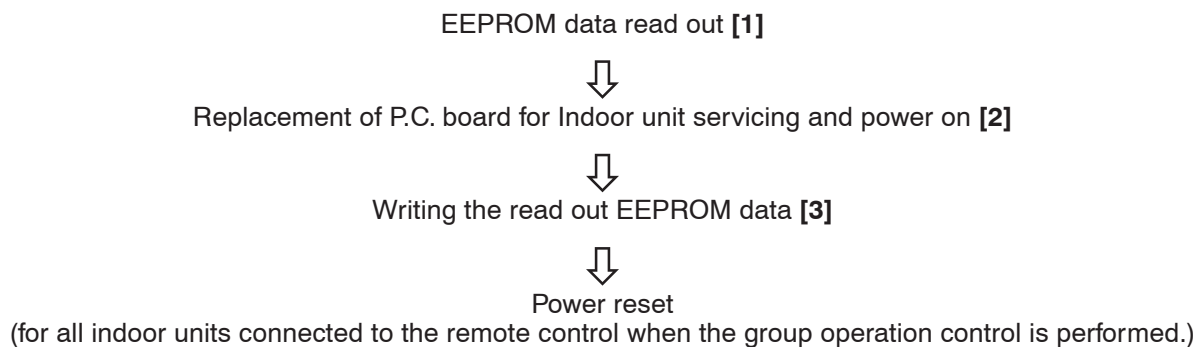 EEPROM data read out [1]
Replacement of P.C. board for Indoor unit servicing and power on [2]
Writing the read out EEPROM data [3]
Power reset
(for all indoor units connected to the remote control when the group operation control is performed.)